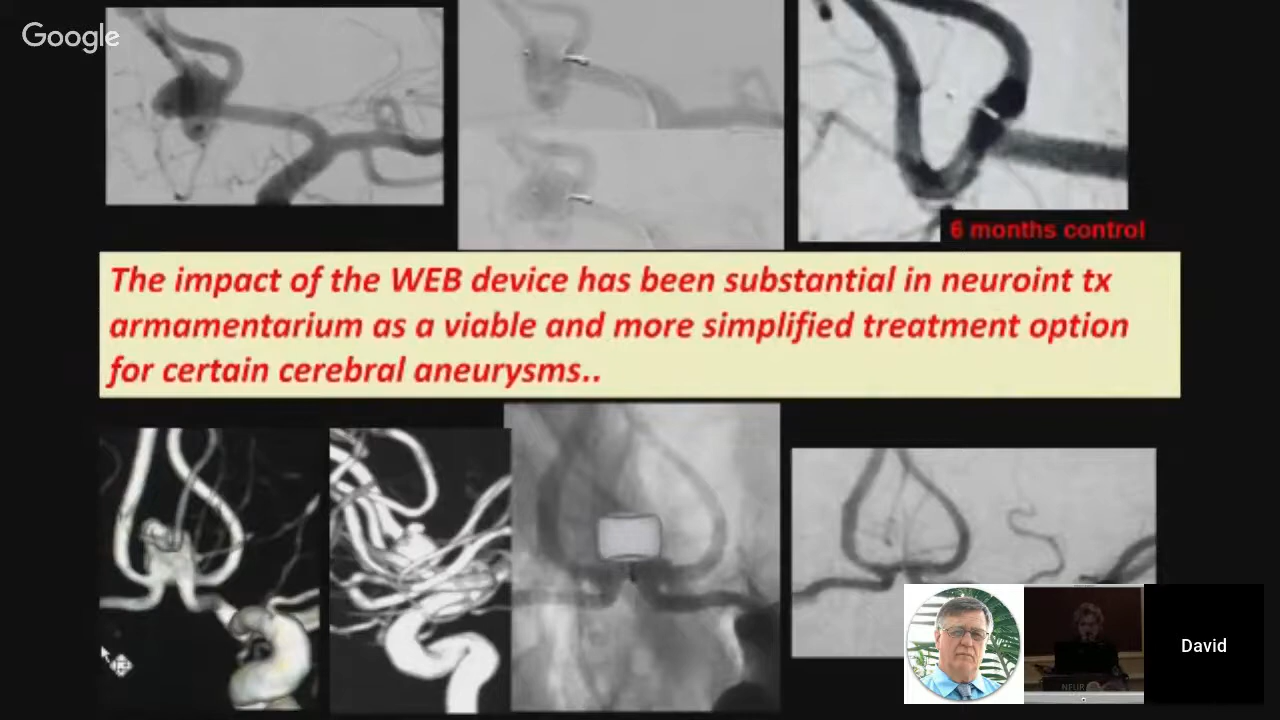 Google
6 months control
The impact of the WEB device has been substantial in neuroint tx
armamentarium as a viable and more simplified treatment option
for certain cerebral aneurysms..
NEUR
David